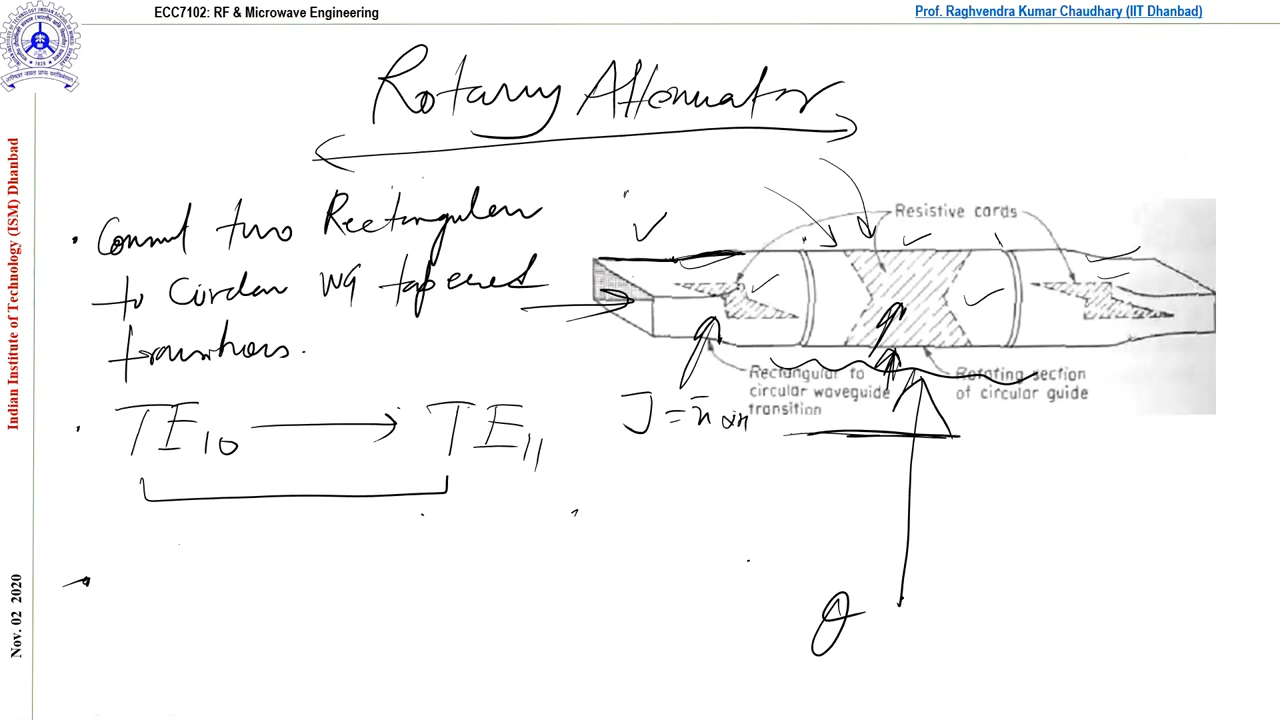 ECC7102: RF & Microwave Engineering
Prof. Raghvendra Kumar Chaudhary (IIT Dhanbad)
Indian Institute of Technology (ISM) Dhanbad
Nov. 02 2020
Rotary Attenuator
two Rectangular
to Circular WG tapered
TE10 → TE11
Resistive cards
Rectangular to
circular waveguide
transition
Rotating section
of circular guide
J =
θ